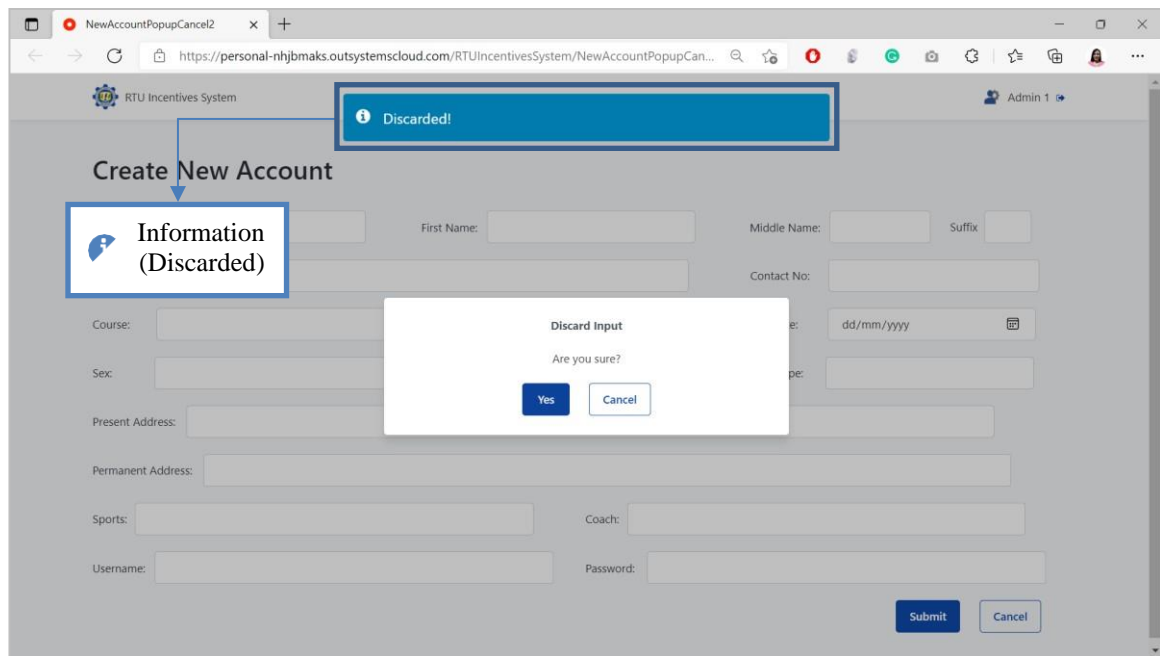 NewAccountPopupCancel2
https://personal-nhjbmaks.outsystemscloud.com/RTUIncentivesSystem/NewAccountPopupCan...
RTU Incentives System
Discarded!
Admin 1
Create New Account
Information
(Discarded)
First Name:
Middle Name:
Suffix
Contact No:
Course:
Discard Input
e:
dd/mm/yyyy
Are you sure?
Sex:
pe:
Yes
Cancel
Present Address:
Permanent Address:
Sports:
Coach:
Username:
Password:
Submit
Cancel